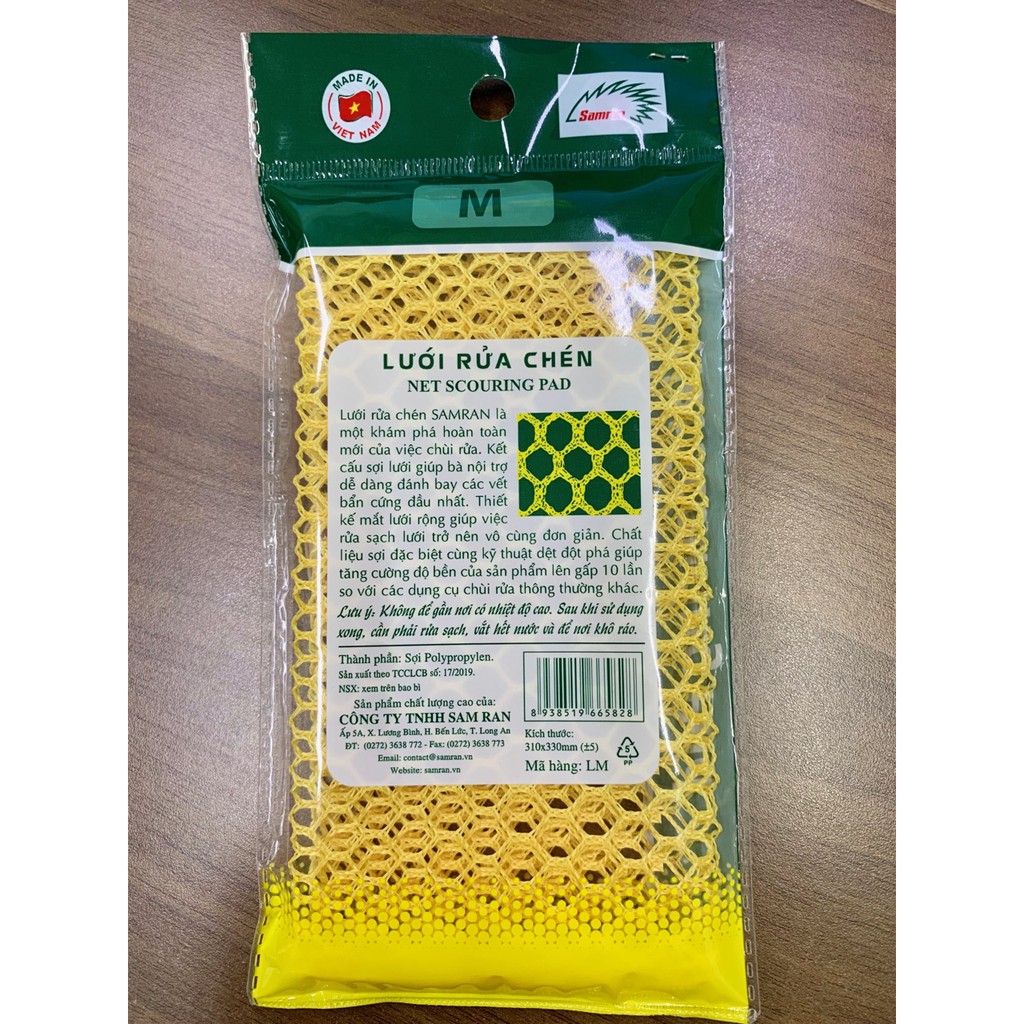 MADE IN
VIET NAM
Samran
M
LƯỚI RỬA CHÉN
NET SCOURING PAD
Lưới rửa chén SAMRAN là
một khám phá hoàn toàn
mới của việc chùi rửa. Kết
cấu sợi lưới giúp bà nội trợ
dễ dàng đánh bay các vết
bẩn cứng đầu nhất. Thiết
kế mắt lưới rộng giúp việc
rửa sạch lưới trở nên vô cùng đơn giản. Chất
liệu sợi đặc biệt cùng kỹ thuật dệt đột phá giúp
tăng cường độ bền của sản phẩm lên gấp 10 lần
so với các dụng cụ chùi rửa thông thường khác.
Lưu ý: Không để gần nơi có nhiệt độ cao. Sau khi sử dụng
xong, cần phải rửa sạch, vắt hết nước và để nơi khô ráo.
Thành phần: Sợi Polypropylen.
Sản xuất theo TCCLCB số: 17/2019.
NSX: xem trên bao bì
Sản phẩm chất lượng cao của:
CÔNG TY TNHH SAM RAN
Ấp 5A, X. Lương Bình, H. Bến Lức, T. Long An
ĐT: (0272) 3638 772 - Fax: (0272) 3638 773
Email: contact@samran.vn
Website: samran.vn
8 938519 665828
Kích thước:
310x330mm (±5)
Mã hàng: LM
5
PP